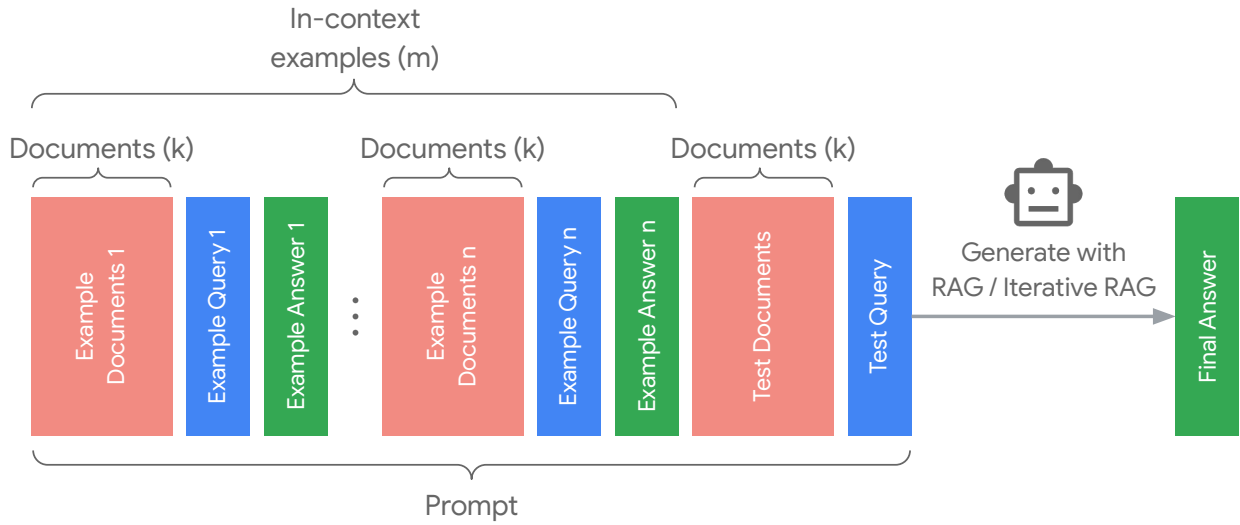 In-context
examples (m)
Documents (k)
Documents (k)
Documents (k)
Example
Documents 1
Example Query 1
Example Answer 1
Example
Documents n
Example Query n
Example Answer n
Test Documents
Test Query
Generate with
RAG / Iterative RAG
Final Answer
Prompt